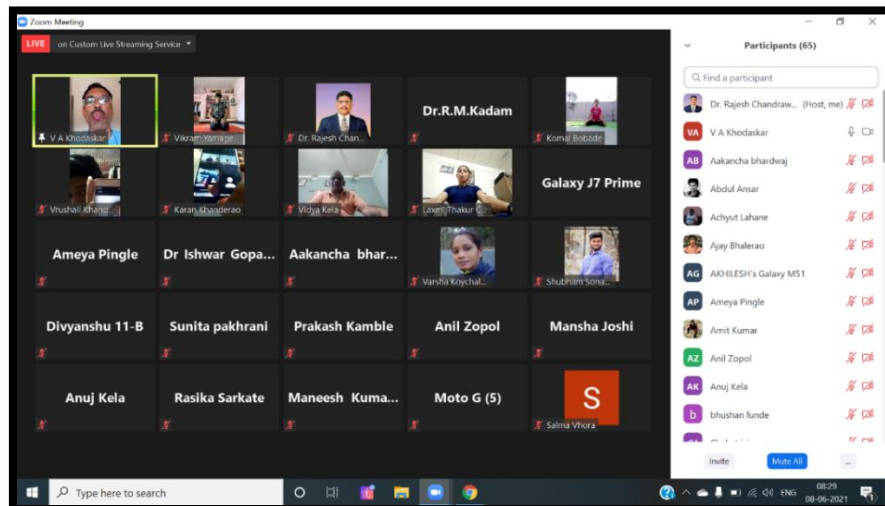 Zoom Meeting
LIVE on Custom Live Streaming Service
V A Khodaskar
Vikram Yamage
Dr. Rajesh Chan...
Dr.R.M.Kadam
Komal Bobade
Vrushali Khand...
Karan Khanderao
Vidya Kela
Laxmi Thakur C...
Galaxy J7 Prime
Ameya Pingle
Dr Ishwar Gopa...
Aakancha bhar...
Varsha Koychal...
Shubham Sona...
Divyanshu 11-B
Sunita pakhrani
Prakash Kamble
Anil Zopol
Mansha Joshi
Anuj Kela
Rasika Sarkate
Maneesh Kuma...
Moto G (5)
S
Salma Vhora
Participants (65)
Find a participant
Dr. Rajesh Chandraw... (Host, me)
VA V A Khodaskar
AB Aakancha bhardwaj
Abdul Ansar
Achyut Lahane
Ajay Bhalerao
AG AKHILESH's Galaxy M51
AP Ameya Pingle
Amit Kumar
AZ Anil Zopol
AK Anuj Kela
b bhushan funde
Invite Mute All ...
Type here to search
ENG
08:29
08-06-2021